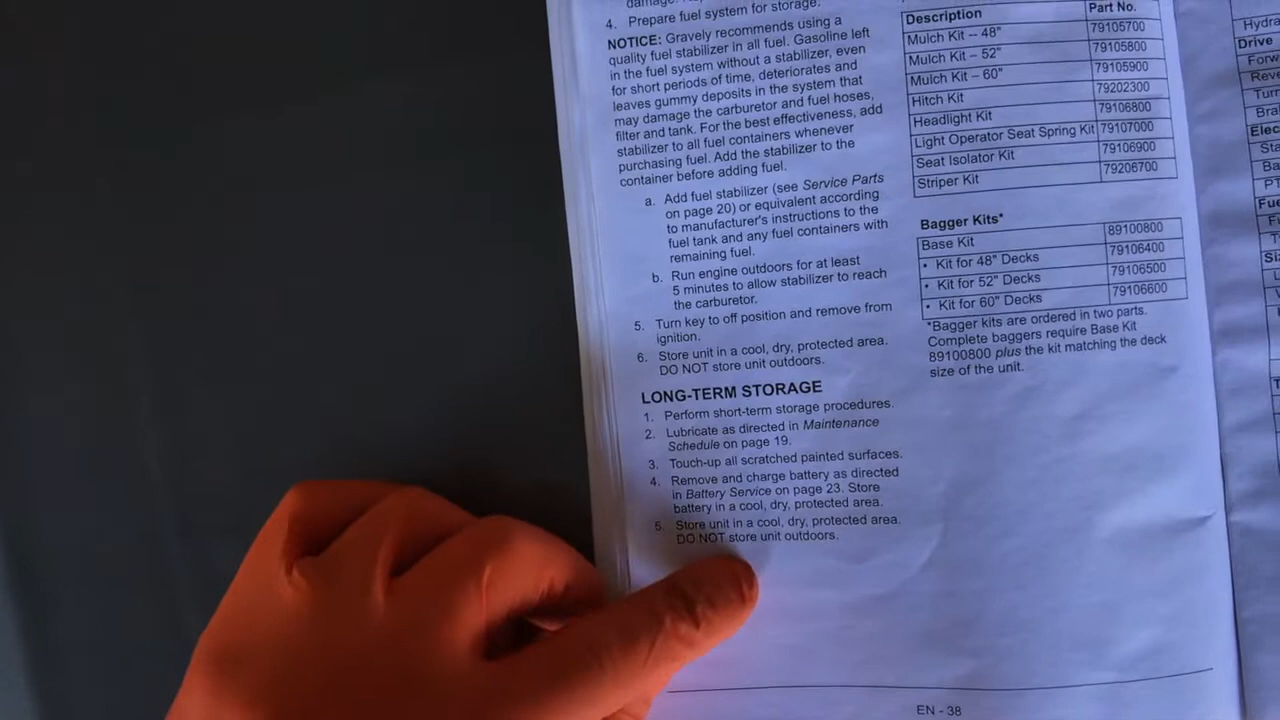 4. Prepare fuel system for storage:
NOTICE: Gravely recommends using a
quality fuel stabilizer in all fuel. Gasoline left
in the fuel system without a stabilizer, even
for short periods of time, deteriorates and
leaves gummy deposits in the system that
may damage the carburetor and fuel hoses,
filter and tank. For the best effectiveness, add
stabilizer to all fuel containers whenever
purchasing fuel. Add the stabilizer to the
container before adding fuel.
a. Add fuel stabilizer (see Service Parts
on page 20) or equivalent according
to manufacturer's instructions to the
fuel tank and any fuel containers with
remaining fuel.
b. Run engine outdoors for at least
5 minutes to allow stabilizer to reach
the carburetor.
5. Turn key to off position and remove from
ignition.
6. Store unit in a cool, dry, protected area.
DO NOT store unit outdoors.
LONG-TERM STORAGE
1. Perform short-term storage procedures.
2. Lubricate as directed in Maintenance
Schedule on page 19.
3. Touch-up all scratched painted surfaces.
4. Remove and charge battery as directed
in Battery Service on page 23. Store
battery in a cool, dry, protected area.
5. Store unit in a cool, dry, protected area.
DO NOT store unit outdoors.
Description Part No.
Mulch Kit -- 48" 79105700
Mulch Kit – 52" 79105800
Mulch Kit – 60" 79105900
Hitch Kit 79202300
Headlight Kit 79106800
Light Operator Seat Spring Kit 79107000
Seat Isolator Kit 79106900
Striper Kit 79206700
Bagger Kits*
Base Kit 89100800
• Kit for 48" Decks 79106400
• Kit for 52" Decks 79106500
• Kit for 60" Decks 79106600
*Bagger kits are ordered in two parts.
Complete baggers require Base Kit
89100800 plus the kit matching the deck
size of the unit.
EN - 38
Hydra
Drive
Forw
Reve
Turn
Bra
Elec
Sta
Ba
PT
Fue
Siz